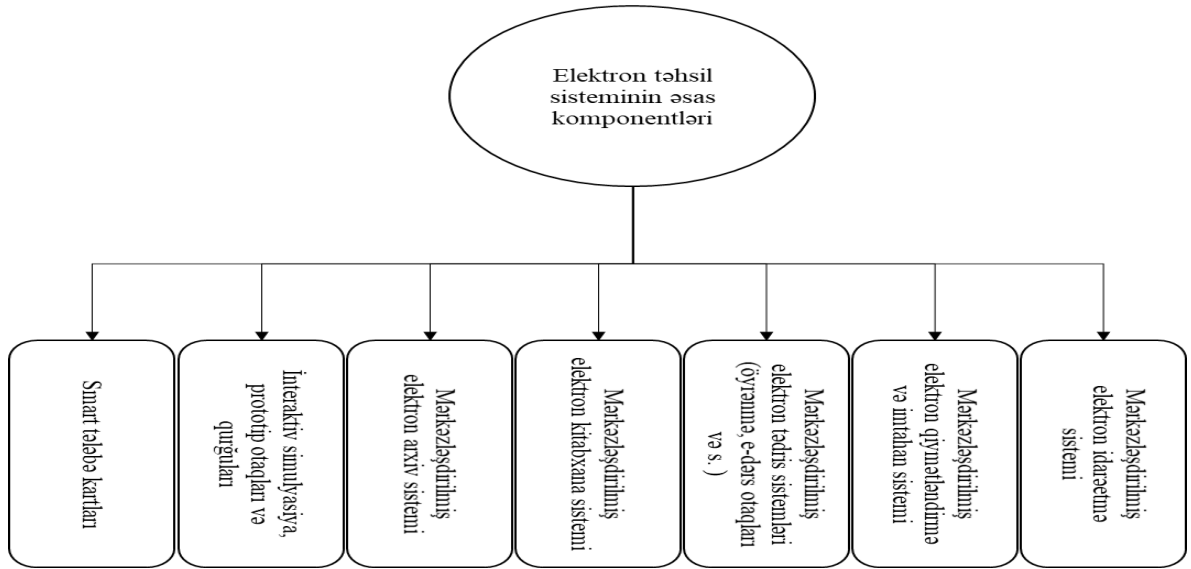 Elektron təhsil
sisteminin əsas
komponentləri
Smart tələbə kartları
İnteraktiv simulyasiya,
prototip otaqları və
qurğuları
Mərkəzləşdirilmiş
elektron arxiv sistemi
Mərkəzləşdirilmiş
elektron kitabxana sistemi
Mərkəzləşdirilmiş
elektron tədris sistemləri
(öyrənmə, e-dərs otaqları
və s. )
Mərkəzləşdirilmiş
elektron qiymətləndirmə
və imtahan sistemi
Mərkəzləşdirilmiş
elektron idarəetmə
sistemi